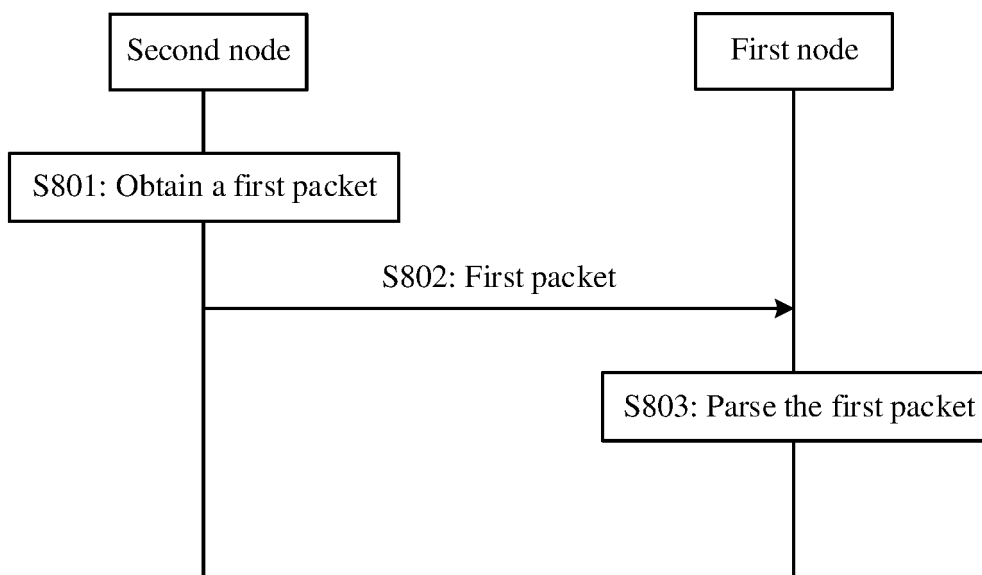 Second node
First node
S801: Obtain a first packet
S802: First packet
S803: Parse the first packet